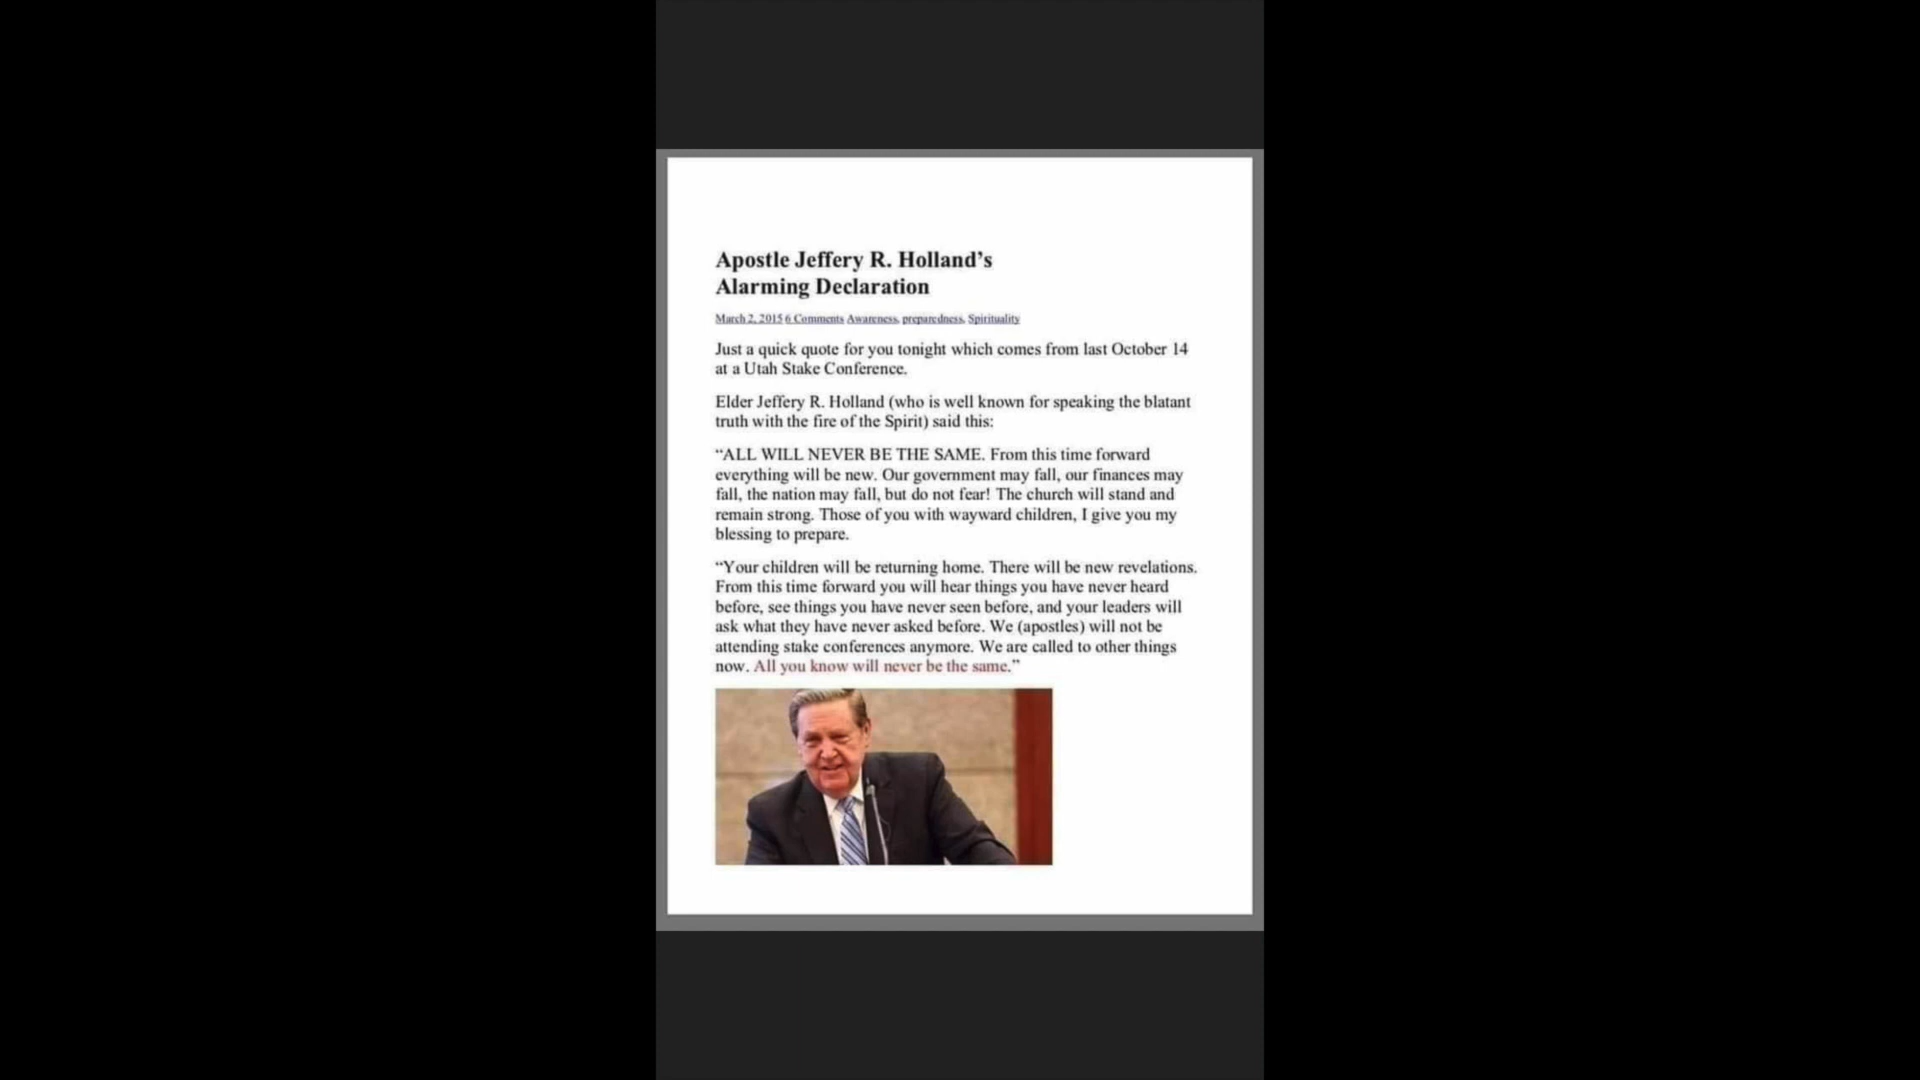 Apostle Jeffery R. Holland's
Alarming Declaration
March 2, 2015 6 Comments Awareness, preparedness, Spirituality
Just a quick quote for you tonight which comes from last October 14
at a Utah Stake Conference.
Elder Jeffery R. Holland (who is well known for speaking the blatant
truth with the fire of the Spirit) said this:
“ALL WILL NEVER BE THE SAME. From this time forward
everything will be new. Our government may fall, our finances may
fall, the nation may fall, but do not fear! The church will stand and
remain strong. Those of you with wayward children, I give you my
blessing to prepare.
“Your children will be returning home. There will be new revelations.
From this time forward you will hear things you have never heard
before, see things you have never seen before, and your leaders will
ask what they have never asked before. We (apostles) will not be
attending stake conferences anymore. We are called to other things
now. All you know will never be the same.”